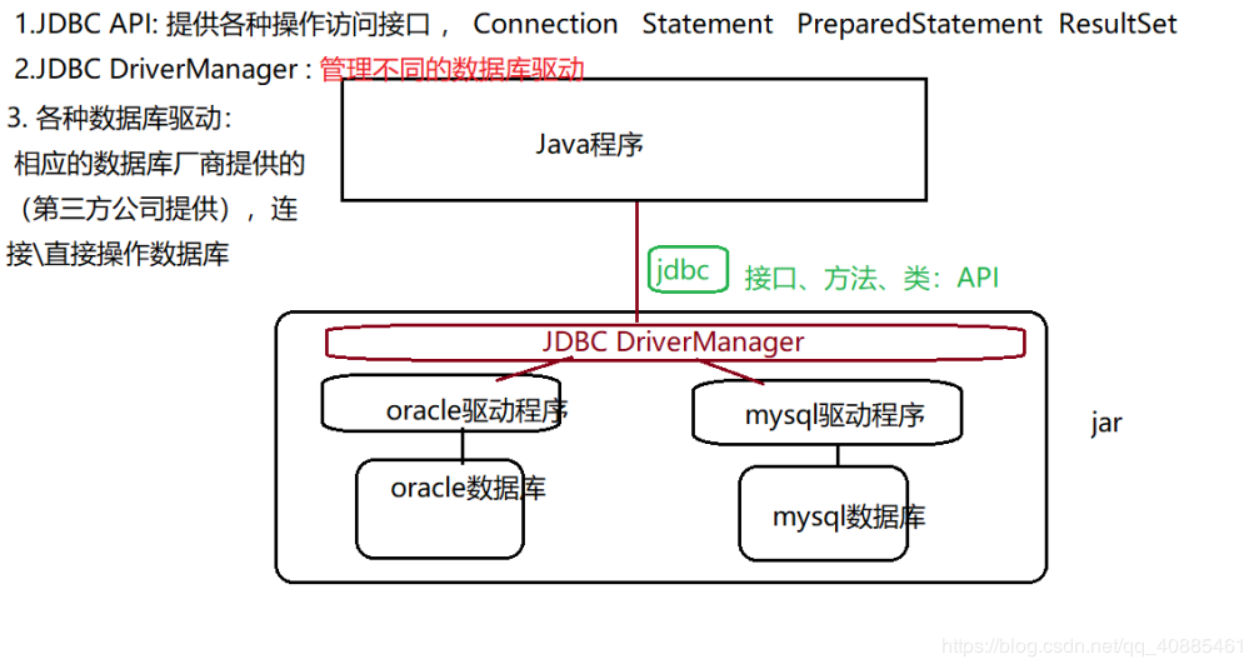 1.JDBC API: 提供各种操作访问接口， Connection Statement PreparedStatement ResultSet
2.JDBC DriverManager : 管理不同的数据库驱动
3. 各种数据库驱动：
相应的数据库厂商提供的
（第三方公司提供），连
接\直接操作数据库
Java程序
jdbc
接口、方法、类：API
JDBC DriverManager
oracle驱动程序
mysql驱动程序
jar
oracle数据库
mysql数据库
https://blog.csdn.net/qq_40885461